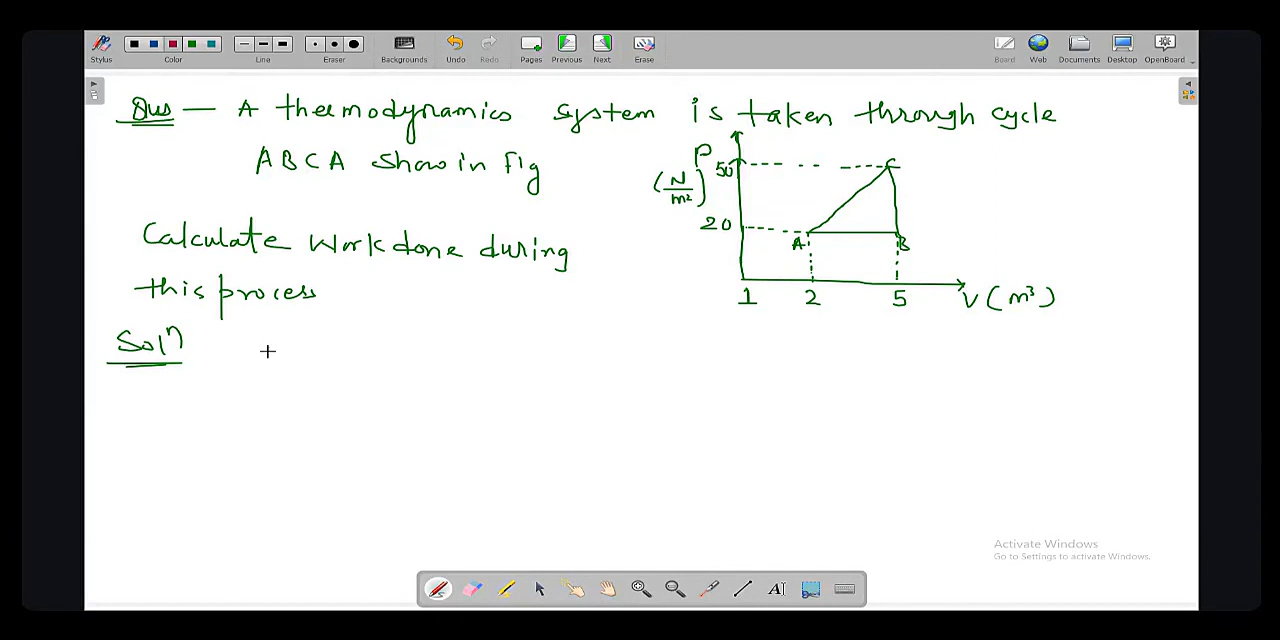 Stylus
Color
Line
Eraser
Backgrounds
Undo
Redo
Pages
Previous
Next
Erase
Board
Web
Documents
Desktop
OpenBoard
Qus — A thermodynamics system is taken through cycle
ABCA show in Fig
P
(N/m²)
50
C
20
A
B
1
2
5
V (m³)
Calculate work done during
this process
Solⁿ
Activate Windows
Go to Settings to activate Windows.